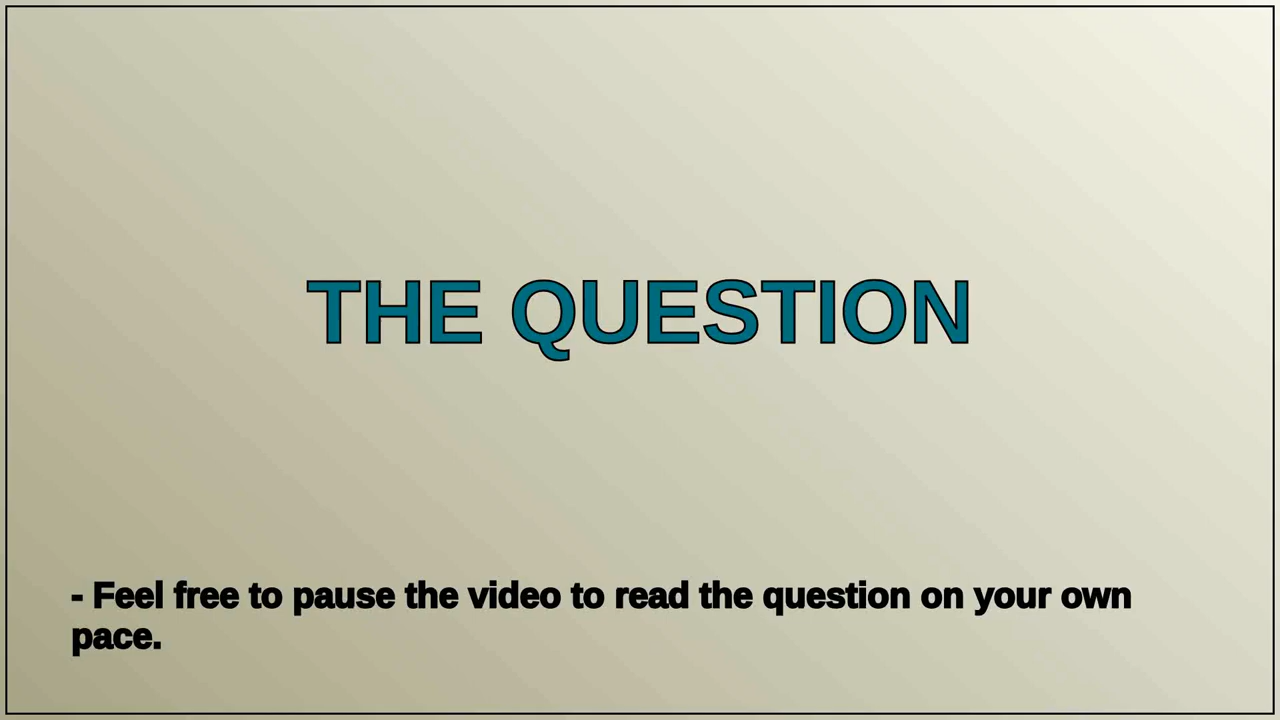 THE QUESTION
- Feel free to pause the video to read the question on your own
pace.